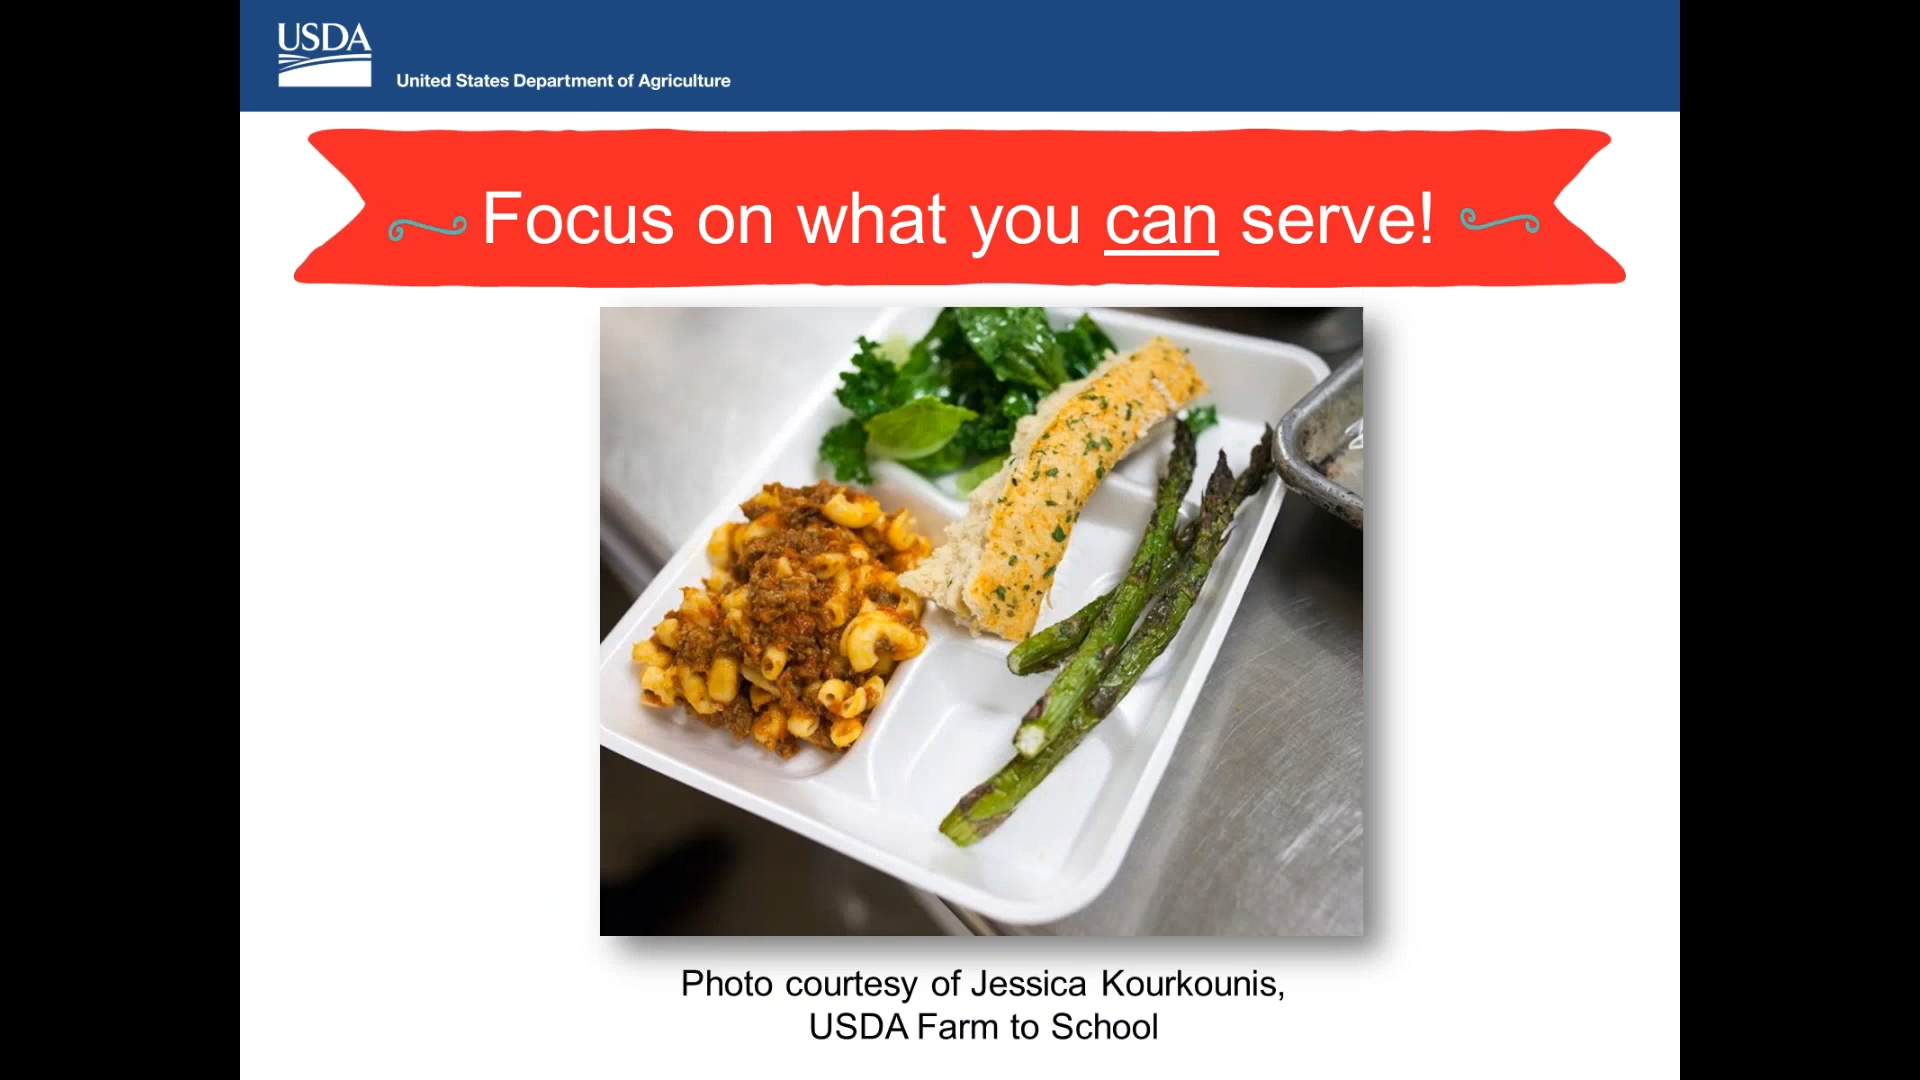 USDA
United States Department of Agriculture
Focus on what you can serve!
Photo courtesy of Jessica Kourkounis,
USDA Farm to School